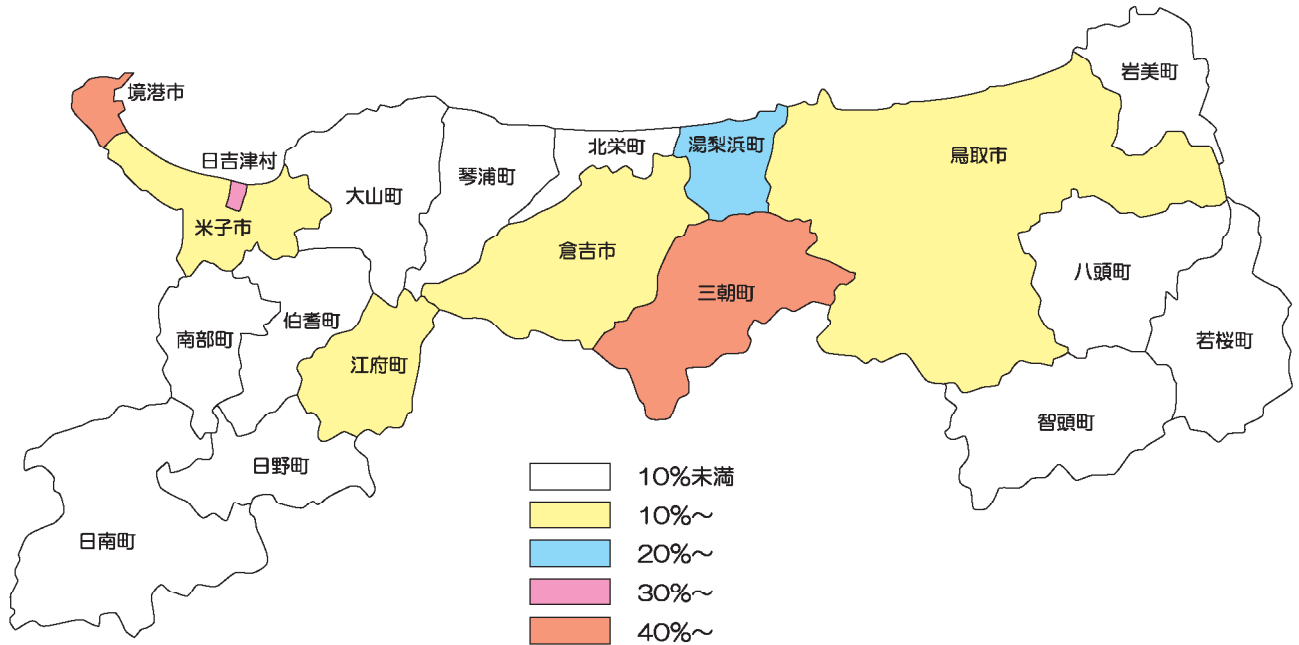 岩美町
境港市
北栄町
湯梨浜町
鳥取市
日吉津村
大山町
琴浦町
米子市
倉吉市
八頭町
三朝町
伯耆町
南部町
若桜町
江府町
智頭町
日野町
日南町
10%未満
10%～
20%～
30%～
40%～